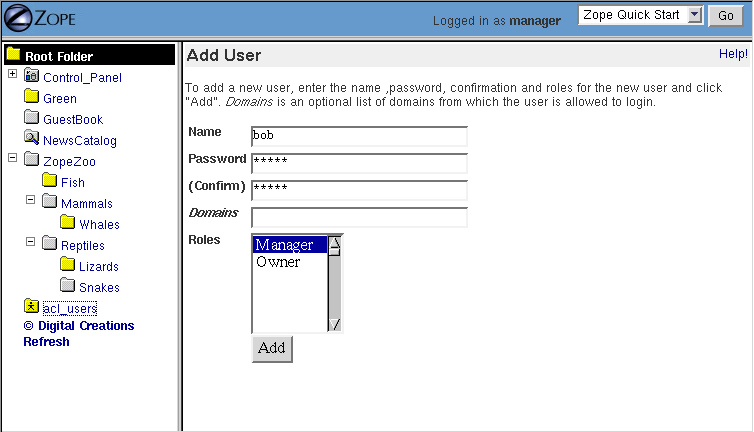 ZOPE
Logged in as manager
Zope Quick Start
Go
Root Folder
Control_Panel
Green
GuestBook
NewsCatalog
ZopeZoo
Fish
Mammals
Whales
Reptiles
Lizards
Snakes
acl_users
© Digital Creations
Refresh
Add User
Help!
To add a new user, enter the name ,password, confirmation and roles for the new user and click
"Add". Domains is an optional list of domains from which the user is allowed to login.
Name bob
Password *****
(Confirm) *****
Domains
Roles Manager
Owner
Add